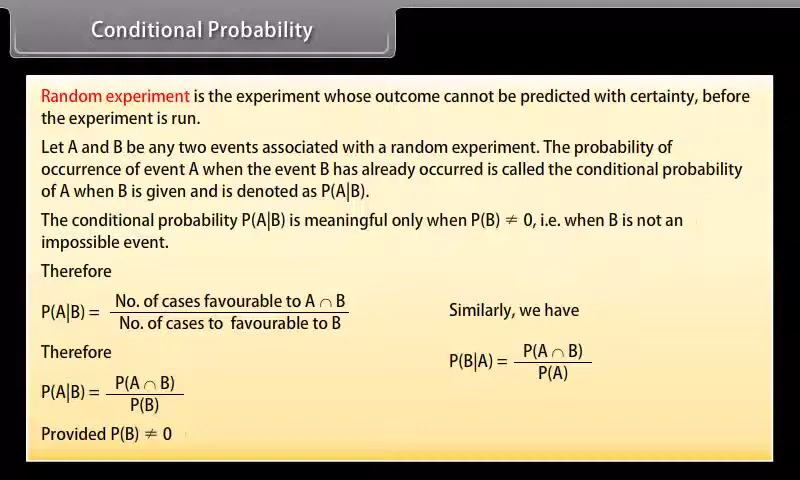 Conditional Probability
Random experiment is the experiment whose outcome cannot be predicted with certainty, before
the experiment is run.
Let A and B be any two events associated with a random experiment. The probability of
occurrence of event A when the event B has already occurred is called the conditional probability
of A when B is given and is denoted as P(A|B).
The conditional probability P(A|B) is meaningful only when P(B) ≠ 0, i.e. when B is not an
impossible event.
Therefore
P(A|B) = No. of cases favourable to A ∩ B
No. of cases to favourable to B
Therefore
P(A|B) = P(A ∩ B)
P(B)
Provided P(B) ≠ 0
Similarly, we have
P(B|A) = P(A ∩ B)
P(A)